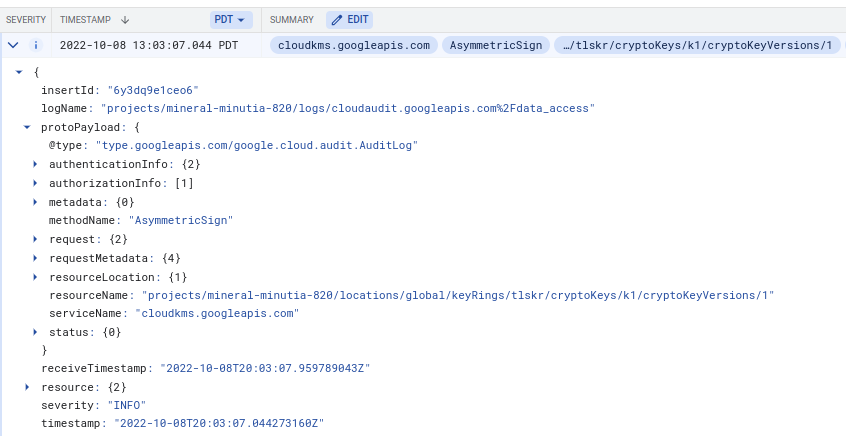 SEVERITY TIMESTAMP PDT SUMMARY EDIT
2022-10-08 13:03:07.044 PDT cloudkms.googleapis.com AsymmetricSign …/tlskr/cryptoKeys/k1/cryptoKeyVersions/1
{
insertId: "6y3dq9e1ceo6"
logName: "projects/mineral-minutia-820/logs/cloudaudit.googleapis.com%2Fdata_access"
protoPayload: {
@type: "type.googleapis.com/google.cloud.audit.AuditLog"
authenticationInfo: {2}
authorizationInfo: [1]
metadata: {0}
methodName: "AsymmetricSign"
request: {2}
requestMetadata: {4}
resourceLocation: {1}
resourceName: "projects/mineral-minutia-820/locations/global/keyRings/tlskr/cryptoKeys/k1/cryptoKeyVersions/1"
serviceName: "cloudkms.googleapis.com"
status: {0}
}
receiveTimestamp: "2022-10-08T20:03:07.959789043Z"
resource: {2}
severity: "INFO"
timestamp: "2022-10-08T20:03:07.044273160Z"